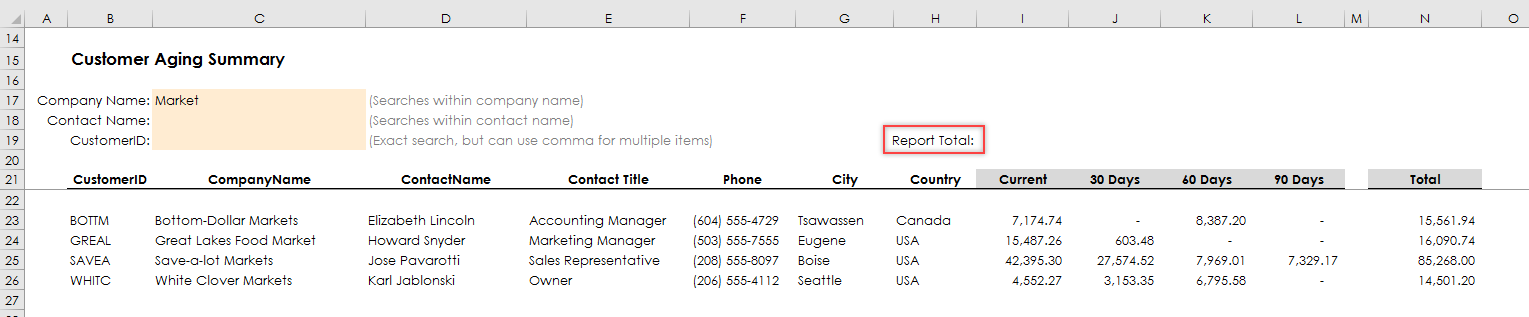 A B C D E F G H I J K L M N O
14
15 Customer Aging Summary
16
17 Company Name: Market (Searches within company name)
18 Contact Name: (Searches within contact name)
19 CustomerID: (Exact search, but can use comma for multiple items) Report Total:
20
21 CustomerID CompanyName ContactName Contact Title Phone City Country Current 30 Days 60 Days 90 Days Total
22
23 BOTTM Bottom-Dollar Markets Elizabeth Lincoln Accounting Manager (604) 555-4729 Tsawassen Canada 7,174.74 - 8,387.20 - 15,561.94
24 GREAL Great Lakes Food Market Howard Snyder Marketing Manager (503) 555-7555 Eugene USA 15,487.26 603.48 - - 16,090.74
25 SAVEA Save-a-lot Markets Jose Pavarotti Sales Representative (208) 555-8097 Boise USA 42,395.30 27,574.52 7,969.01 7,329.17 85,268.00
26 WHITC White Clover Markets Karl Jablonski Owner (206) 555-4112 Seattle USA 4,552.27 3,153.35 6,795.58 - 14,501.20
27